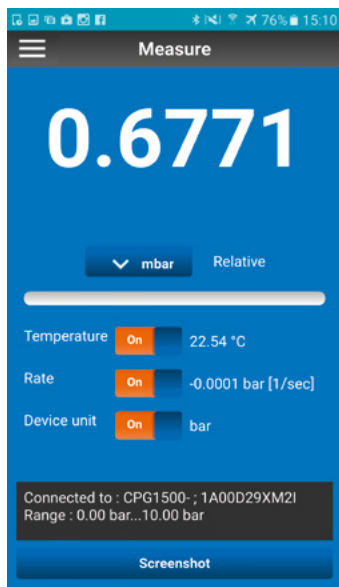 76% 15:10
Measure
0.6771
mbar Relative
Temperature On 22.54 °C
Rate On -0.0001 bar [1/sec]
Device unit On bar
Connected to : CPG1500- ; 1A00D29XM2I
Range : 0.00 bar...10.00 bar
Screenshot